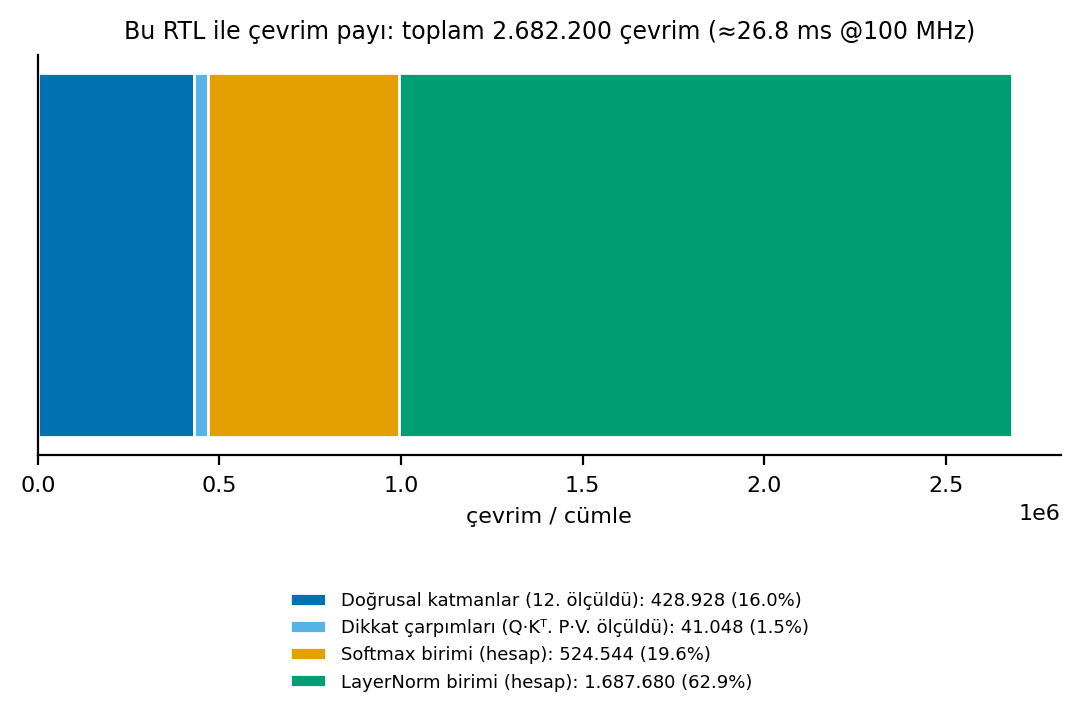 Bu RTL ile çevrim payı: toplam 2.682.200 çevrim (≈26.8 ms @100 MHz)
0.0 0.5 1.0 1.5 2.0 2.5
çevrim / cümle
1e6
Doğrusal katmanlar (12. ölçüldü): 428.928 (16.0%)
Dikkat çarpımları (Q·Kᵀ. P·V. ölçüldü): 41.048 (1.5%)
Softmax birimi (hesap): 524.544 (19.6%)
LayerNorm birimi (hesap): 1.687.680 (62.9%)